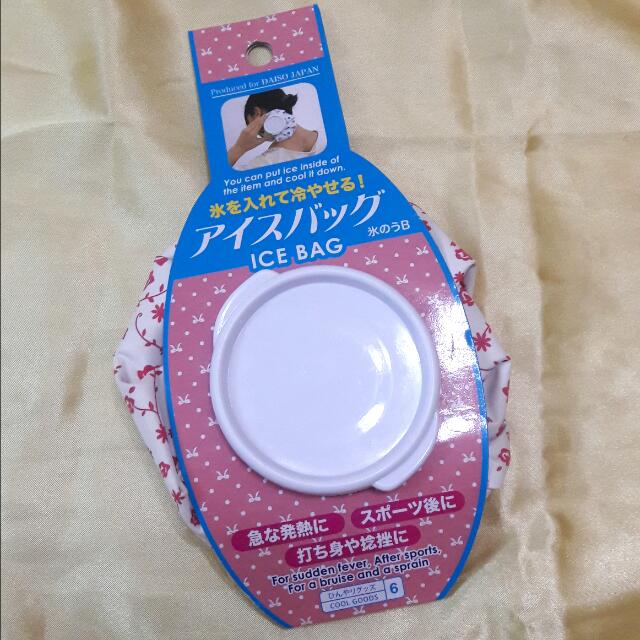 Produced for DAISO JAPAN
You can put ice inside of
the item and cool it down.
氷を入れて冷やせる！
アイスバッグ
氷のうB
ICE BAG
急な発熱に
スポーツ後に
打ち身や捻挫に
For sudden fever. After sports.
For a bruise and a sprain
ひんやりグッズ
COOL GOODS
6